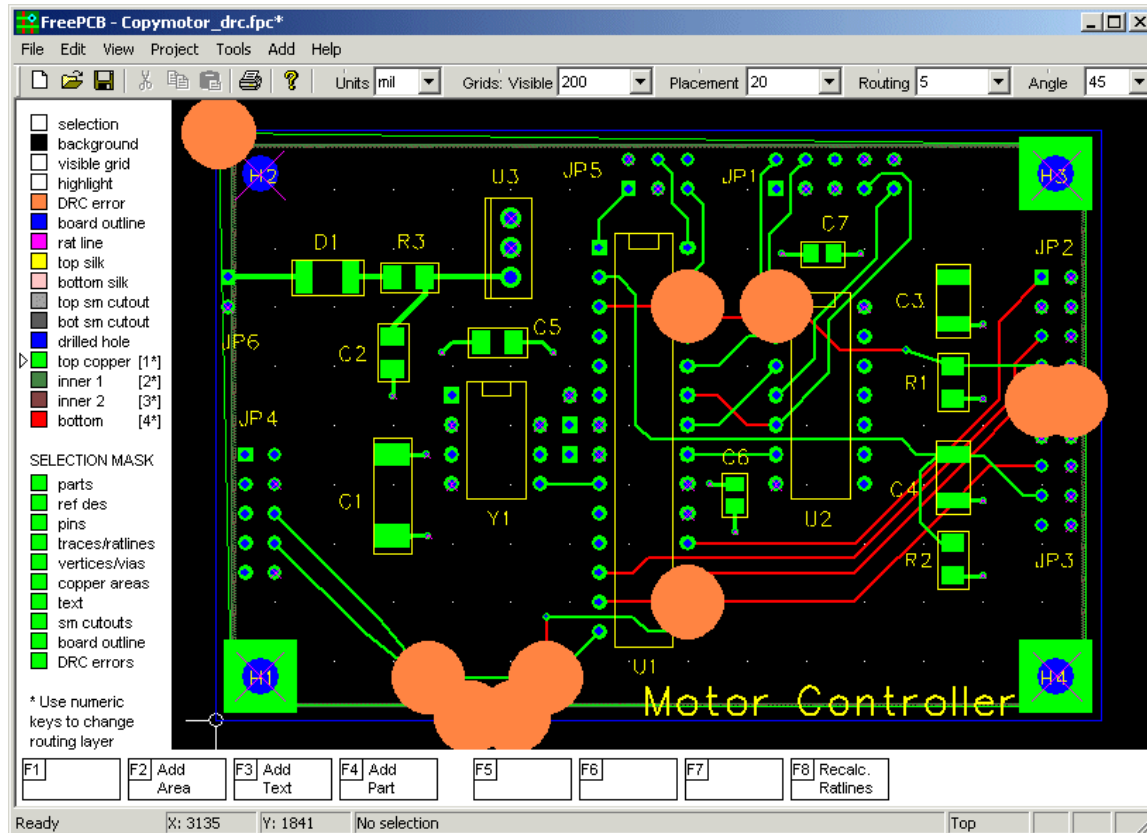 FreePCB - Copymotor_drc.fpc*
File Edit View Project Tools Add Help
Units mil Grids: Visible 200 Placement 20 Routing 5 Angle 45
selection
background
visible grid
highlight
DRC error
board outline
rat line
top silk
bottom silk
top sm cutout
bot sm cutout
drilled hole
top copper [1*]
inner 1 [2*]
inner 2 [3*]
bottom [4*]
SELECTION MASK
parts
ref des
pins
traces/ratlines
vertices/vias
copper areas
text
sm cutouts
board outline
DRC errors
* Use numeric
keys to change
routing layer
H2
U3
JP5
JP1
H3
D1
R3
C7
JP2
C3
JP6
C2
C5
R1
JP4
C1
Y1
C6
U2
C4
R2
JP3
H1
U1
H4
Motor Controller
F1
F2 Add Area
F3 Add Text
F4 Add Part
F5
F6
F7
F8 Recalc. Ratlines
Ready X: 3135 Y: 1841 No selection Top